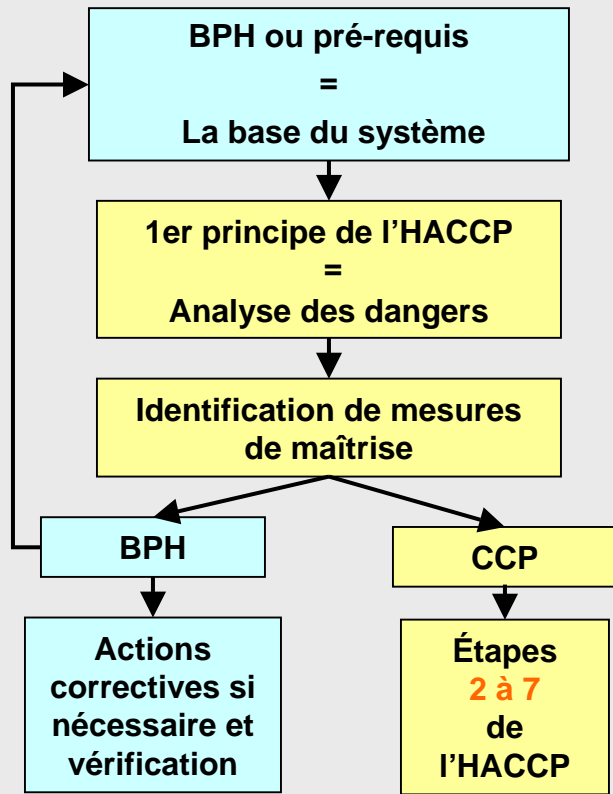 BPH ou pré-requis
=
La base du système
1er principe de l’HACCP
=
Analyse des dangers
Identification de mesures
de maîtrise
BPH
CCP
Actions
correctives si
nécessaire et
vérification
Étapes
2 à 7
de
l’HACCP